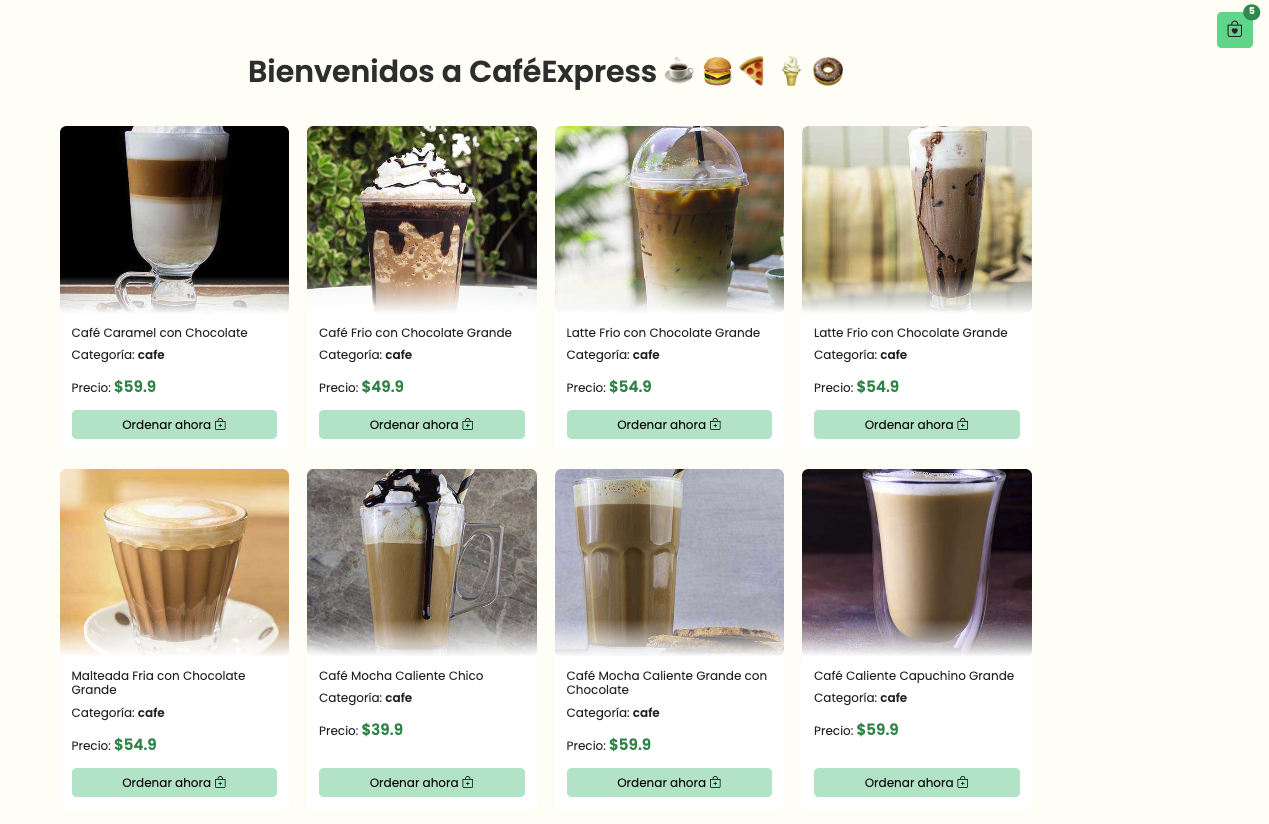 5
Bienvenidos a CaféExpress ☕ 🍔 🍕 🍦 🍩
Café Caramel con Chocolate
Categoría: cafe
Precio: $59.9
Ordenar ahora
Café Frio con Chocolate Grande
Categoría: cafe
Precio: $49.9
Ordenar ahora
Latte Frio con Chocolate Grande
Categoría: cafe
Precio: $54.9
Ordenar ahora
Latte Frio con Chocolate Grande
Categoría: cafe
Precio: $54.9
Ordenar ahora
Malteada Fria con Chocolate
Grande
Categoría: cafe
Precio: $54.9
Ordenar ahora
Café Mocha Caliente Chico
Categoría: cafe
Precio: $39.9
Ordenar ahora
Café Mocha Caliente Grande con
Chocolate
Categoría: cafe
Precio: $59.9
Ordenar ahora
Café Caliente Capuchino Grande
Categoría: cafe
Precio: $59.9
Ordenar ahora